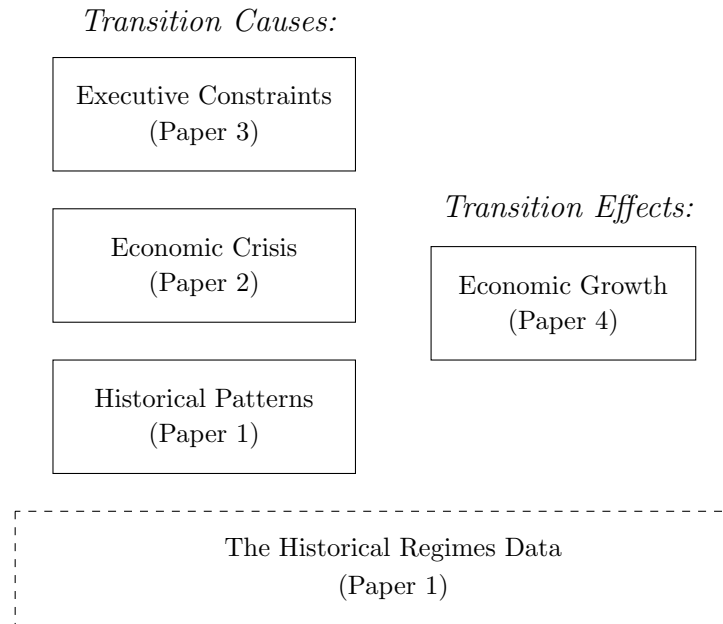 Transition Causes:
Executive Constraints
(Paper 3)
Economic Crisis
(Paper 2)
Historical Patterns
(Paper 1)
Transition Effects:
Economic Growth
(Paper 4)
The Historical Regimes Data
(Paper 1)